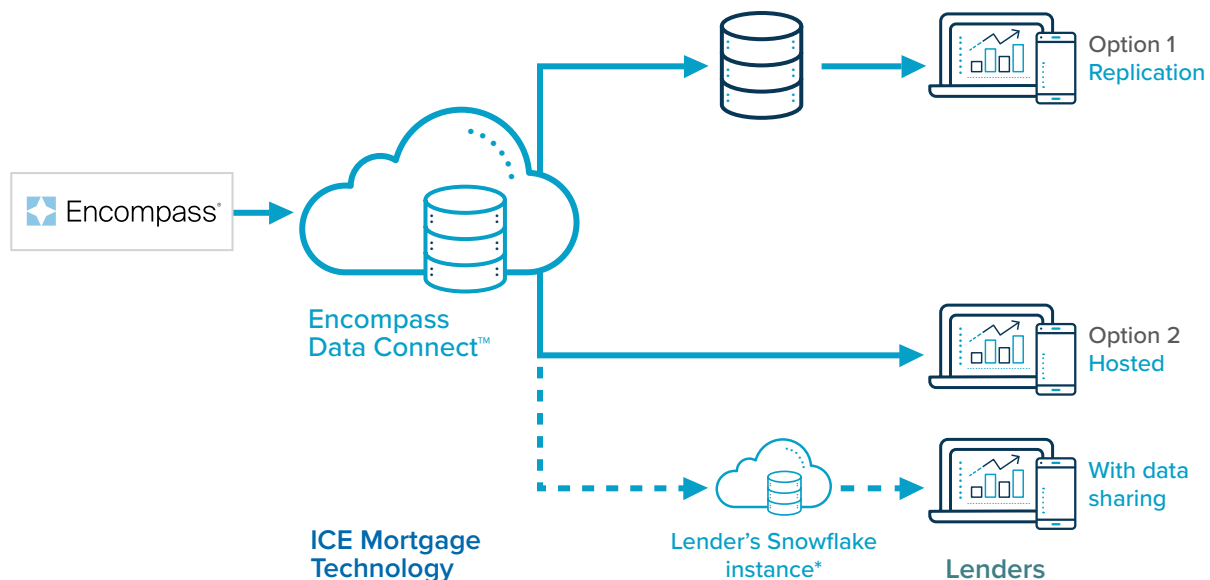 Option 1
Replication
Encompass®
Encompass
Data Connect™
Option 2
Hosted
With data
sharing
Lender’s Snowflake
instance*
ICE Mortgage
Technology
Lenders